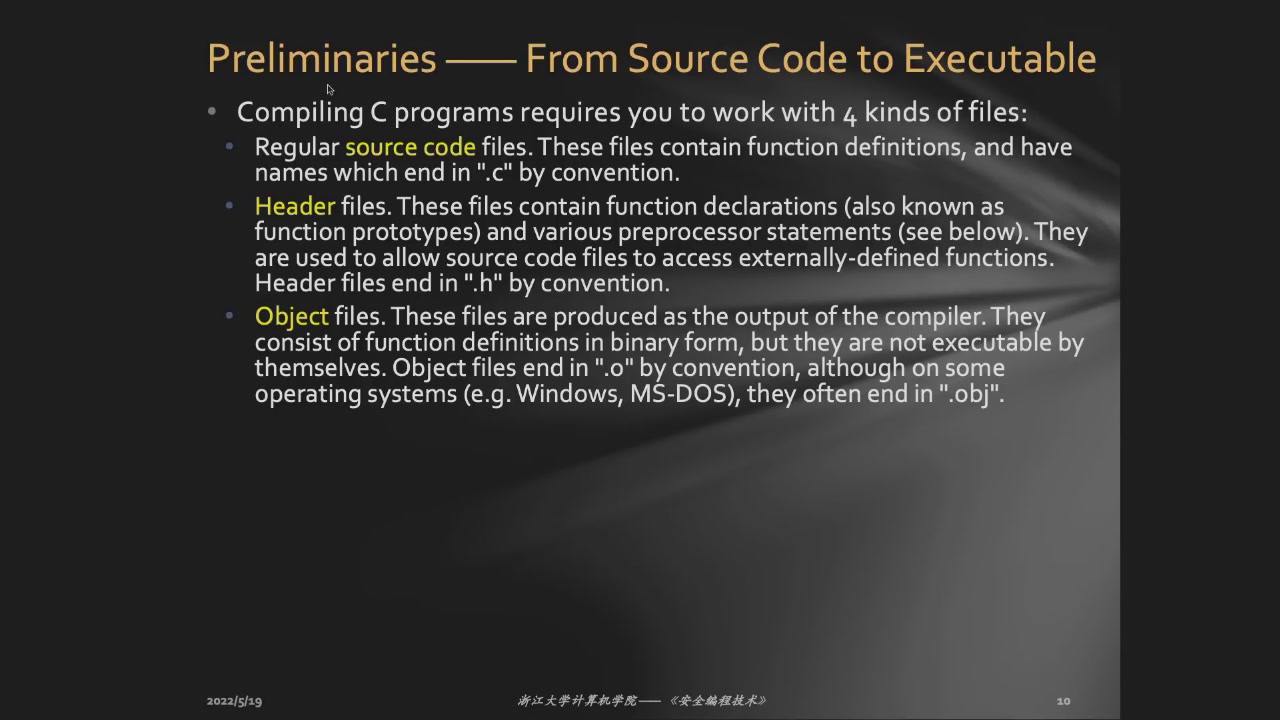 Preliminaries —— From Source Code to Executable
• Compiling C programs requires you to work with 4 kinds of files:
• Regular source code files. These files contain function definitions, and have
names which end in ".c" by convention.
• Header files. These files contain function declarations (also known as
function prototypes) and various preprocessor statements (see below). They
are used to allow source code files to access externally-defined functions.
Header files end in ".h" by convention.
• Object files. These files are produced as the output of the compiler. They
consist of function definitions in binary form, but they are not executable by
themselves. Object files end in ".o" by convention, although on some
operating systems (e.g. Windows, MS-DOS), they often end in ".obj".
2022/5/19 浙江大学计算机学院——《安全编程技术》 10